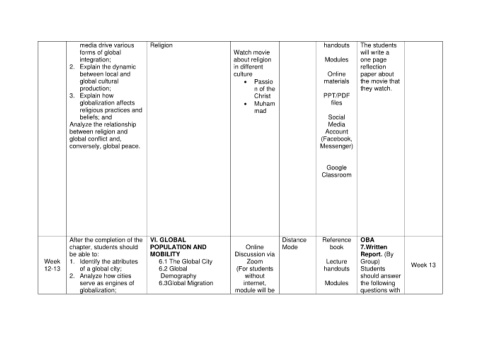 media drive various
forms of global
integration;
2. Explain the dynamic
between local and
global cultural
production;
3. Explain how
globalization affects
religious practices and
beliefs; and
Analyze the relationship
between religion and
global conflict and,
conversely, global peace.
Religion
Watch movie
about religion
in different
culture
• Passio
n of the
Christ
• Muham
mad
handouts
Modules
Online
materials
PPT/PDF
files
Social
Media
Account
(Facebook,
Messenger)
Google
Classroom
The students
will write a
one page
reflection
paper about
the movie that
they watch.
Week
12-13
After the completion of the
chapter, students should
be able to:
1. Identify the attributes
of a global city;
2. Analyze how cities
serve as engines of
globalization;
VI. GLOBAL
POPULATION AND
MOBILITY
6.1 The Global City
6.2 Global
Demography
6.3Global Migration
Online
Discussion via
Zoom
(For students
without
internet,
module will be
Distance
Mode
Reference
book
Lecture
handouts
Modules
OBA
7.Written
Report. (By
Group)
Students
should answer
the following
questions with
Week 13